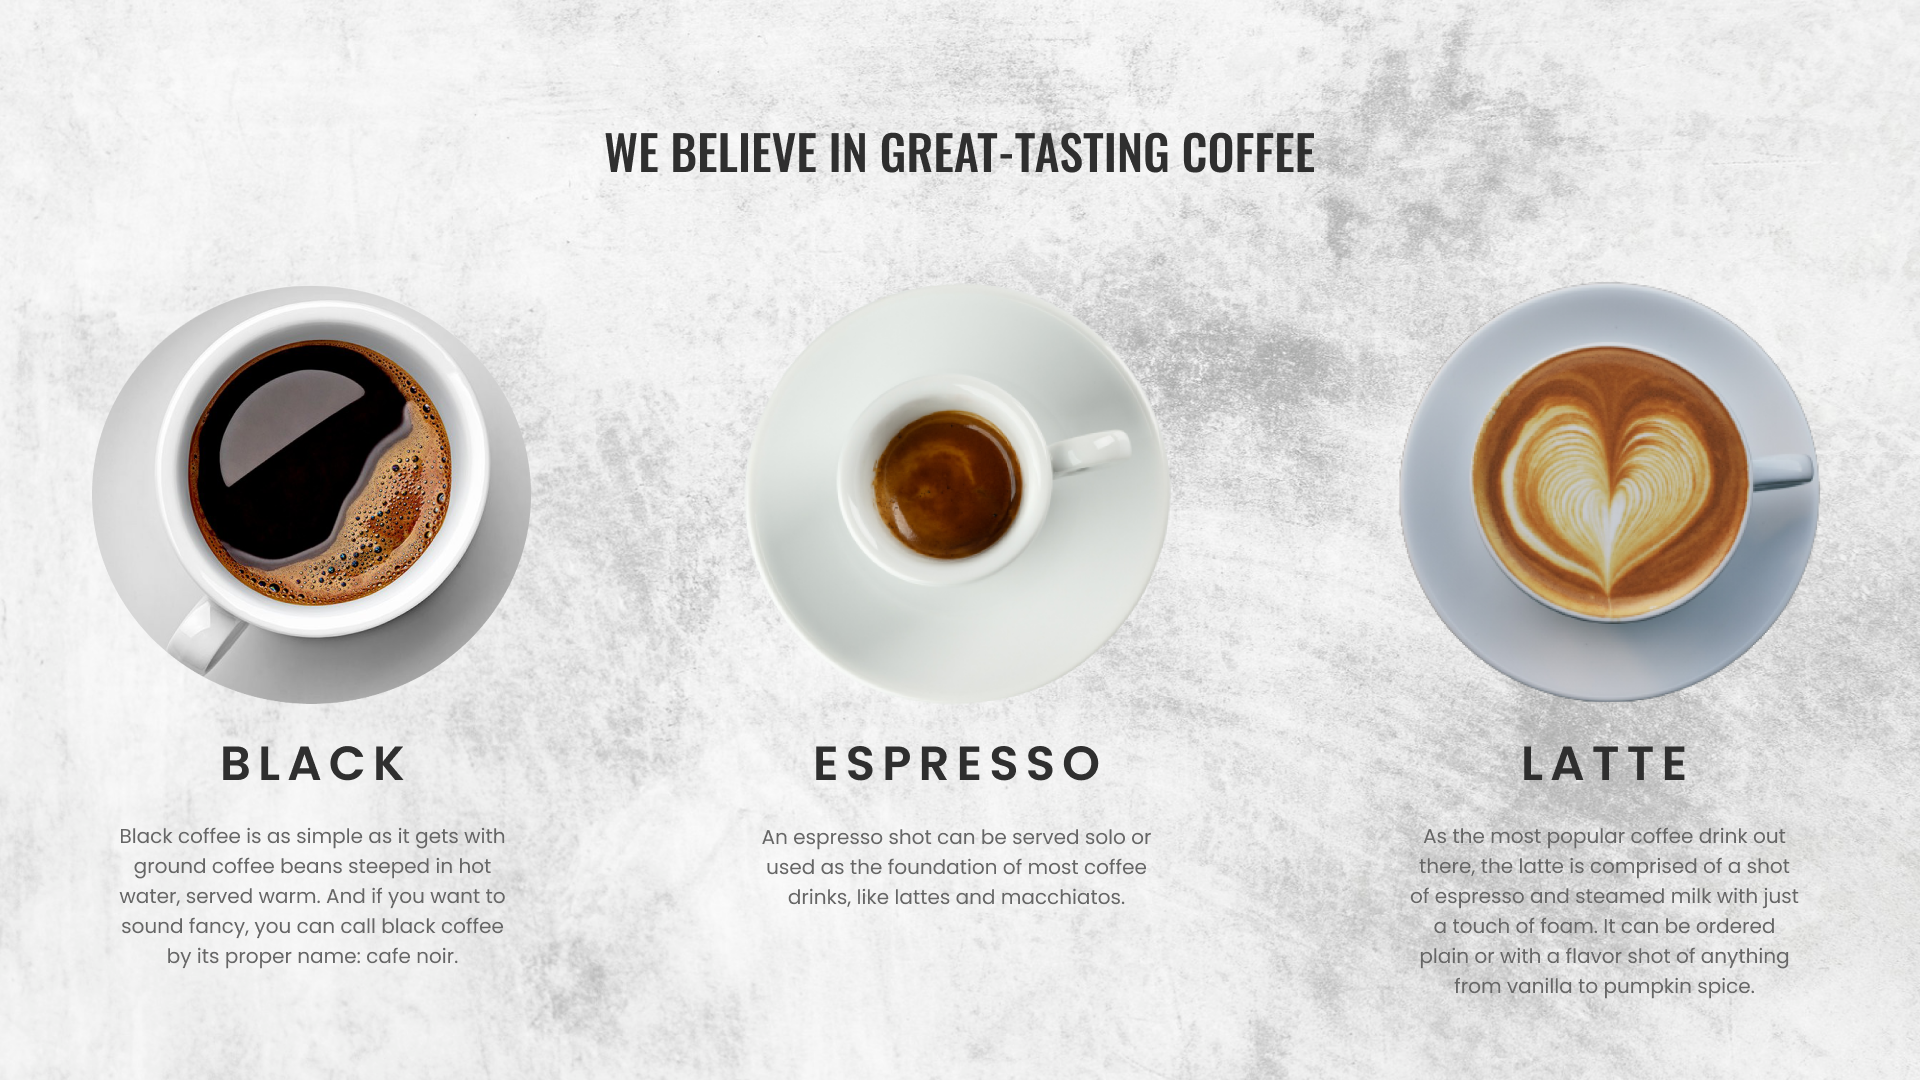 WE BELIEVE IN GREAT-TASTING COFFEE
BLACK
Black coffee is as simple as it gets with
ground coffee beans steeped in hot
water, served warm. And if you want to
sound fancy, you can call black coffee
by its proper name: cafe noir.
ESPRESSO
An espresso shot can be served solo or
used as the foundation of most coffee
drinks, like lattes and macchiatos.
LATTE
As the most popular coffee drink out
there, the latte is comprised of a shot
of espresso and steamed milk with just
a touch of foam. It can be ordered
plain or with a flavor shot of anything
from vanilla to pumpkin spice.